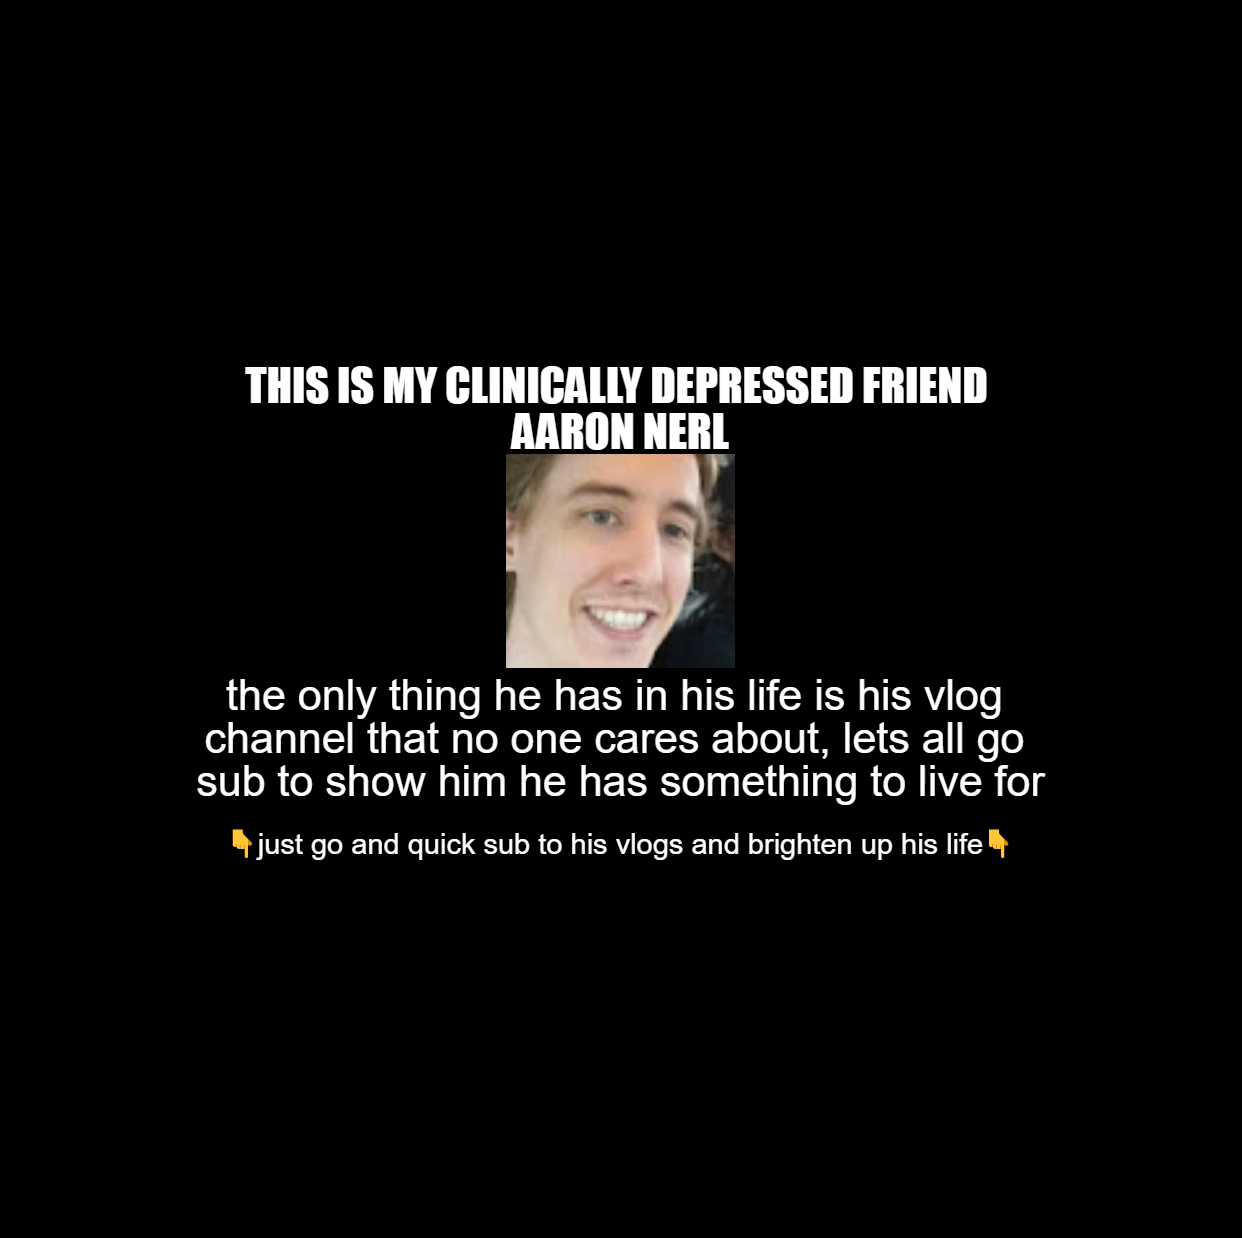 THIS IS MY CLINICALLY DEPRESSED FRIEND
AARON NERL
the only thing he has in his life is his vlog
channel that no one cares about, lets all go
sub to show him he has something to live for
👇just go and quick sub to his vlogs and brighten up his life👇